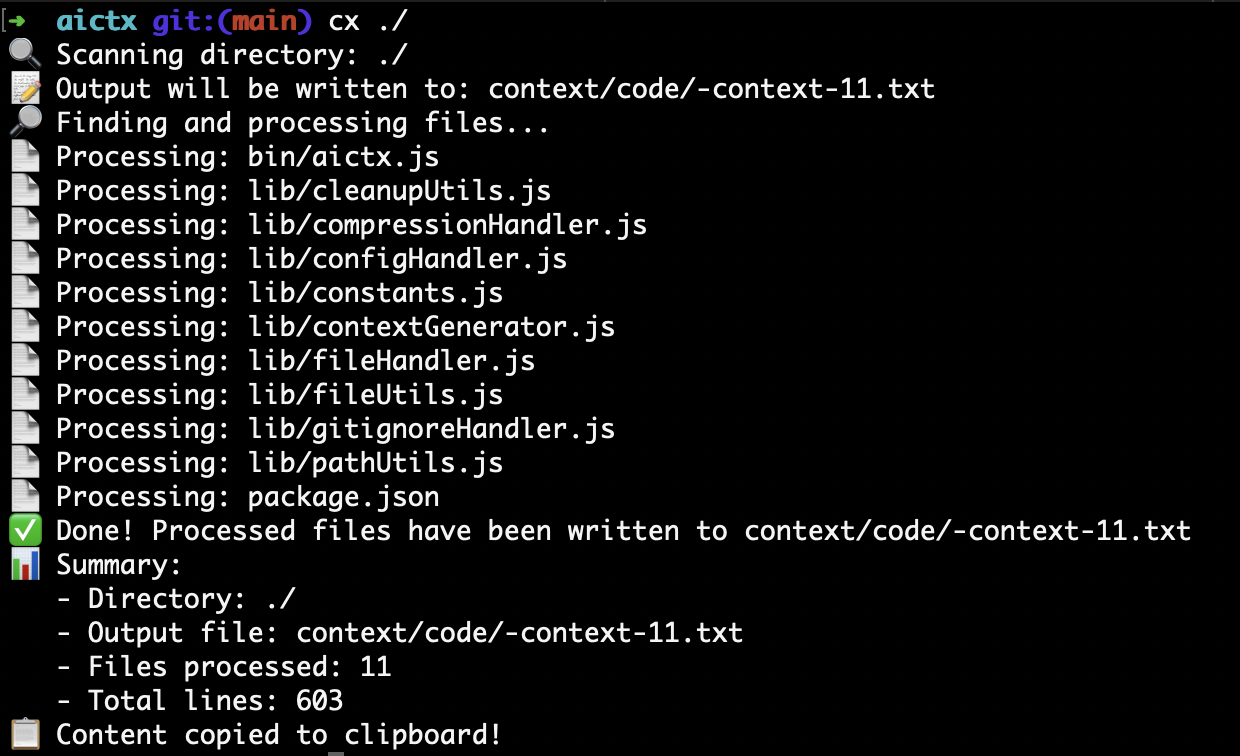 ➜ aictx git:(main) cx ./
🔍 Scanning directory: ./
📝 Output will be written to: context/code/-context-11.txt
🔎 Finding and processing files...
📄 Processing: bin/aictx.js
📄 Processing: lib/cleanupUtils.js
📄 Processing: lib/compressionHandler.js
📄 Processing: lib/configHandler.js
📄 Processing: lib/constants.js
📄 Processing: lib/contextGenerator.js
📄 Processing: lib/fileHandler.js
📄 Processing: lib/fileUtils.js
📄 Processing: lib/gitignoreHandler.js
📄 Processing: lib/pathUtils.js
📄 Processing: package.json
✅ Done! Processed files have been written to context/code/-context-11.txt
📊 Summary:
- Directory: ./
- Output file: context/code/-context-11.txt
- Files processed: 11
- Total lines: 603
📋 Content copied to clipboard!